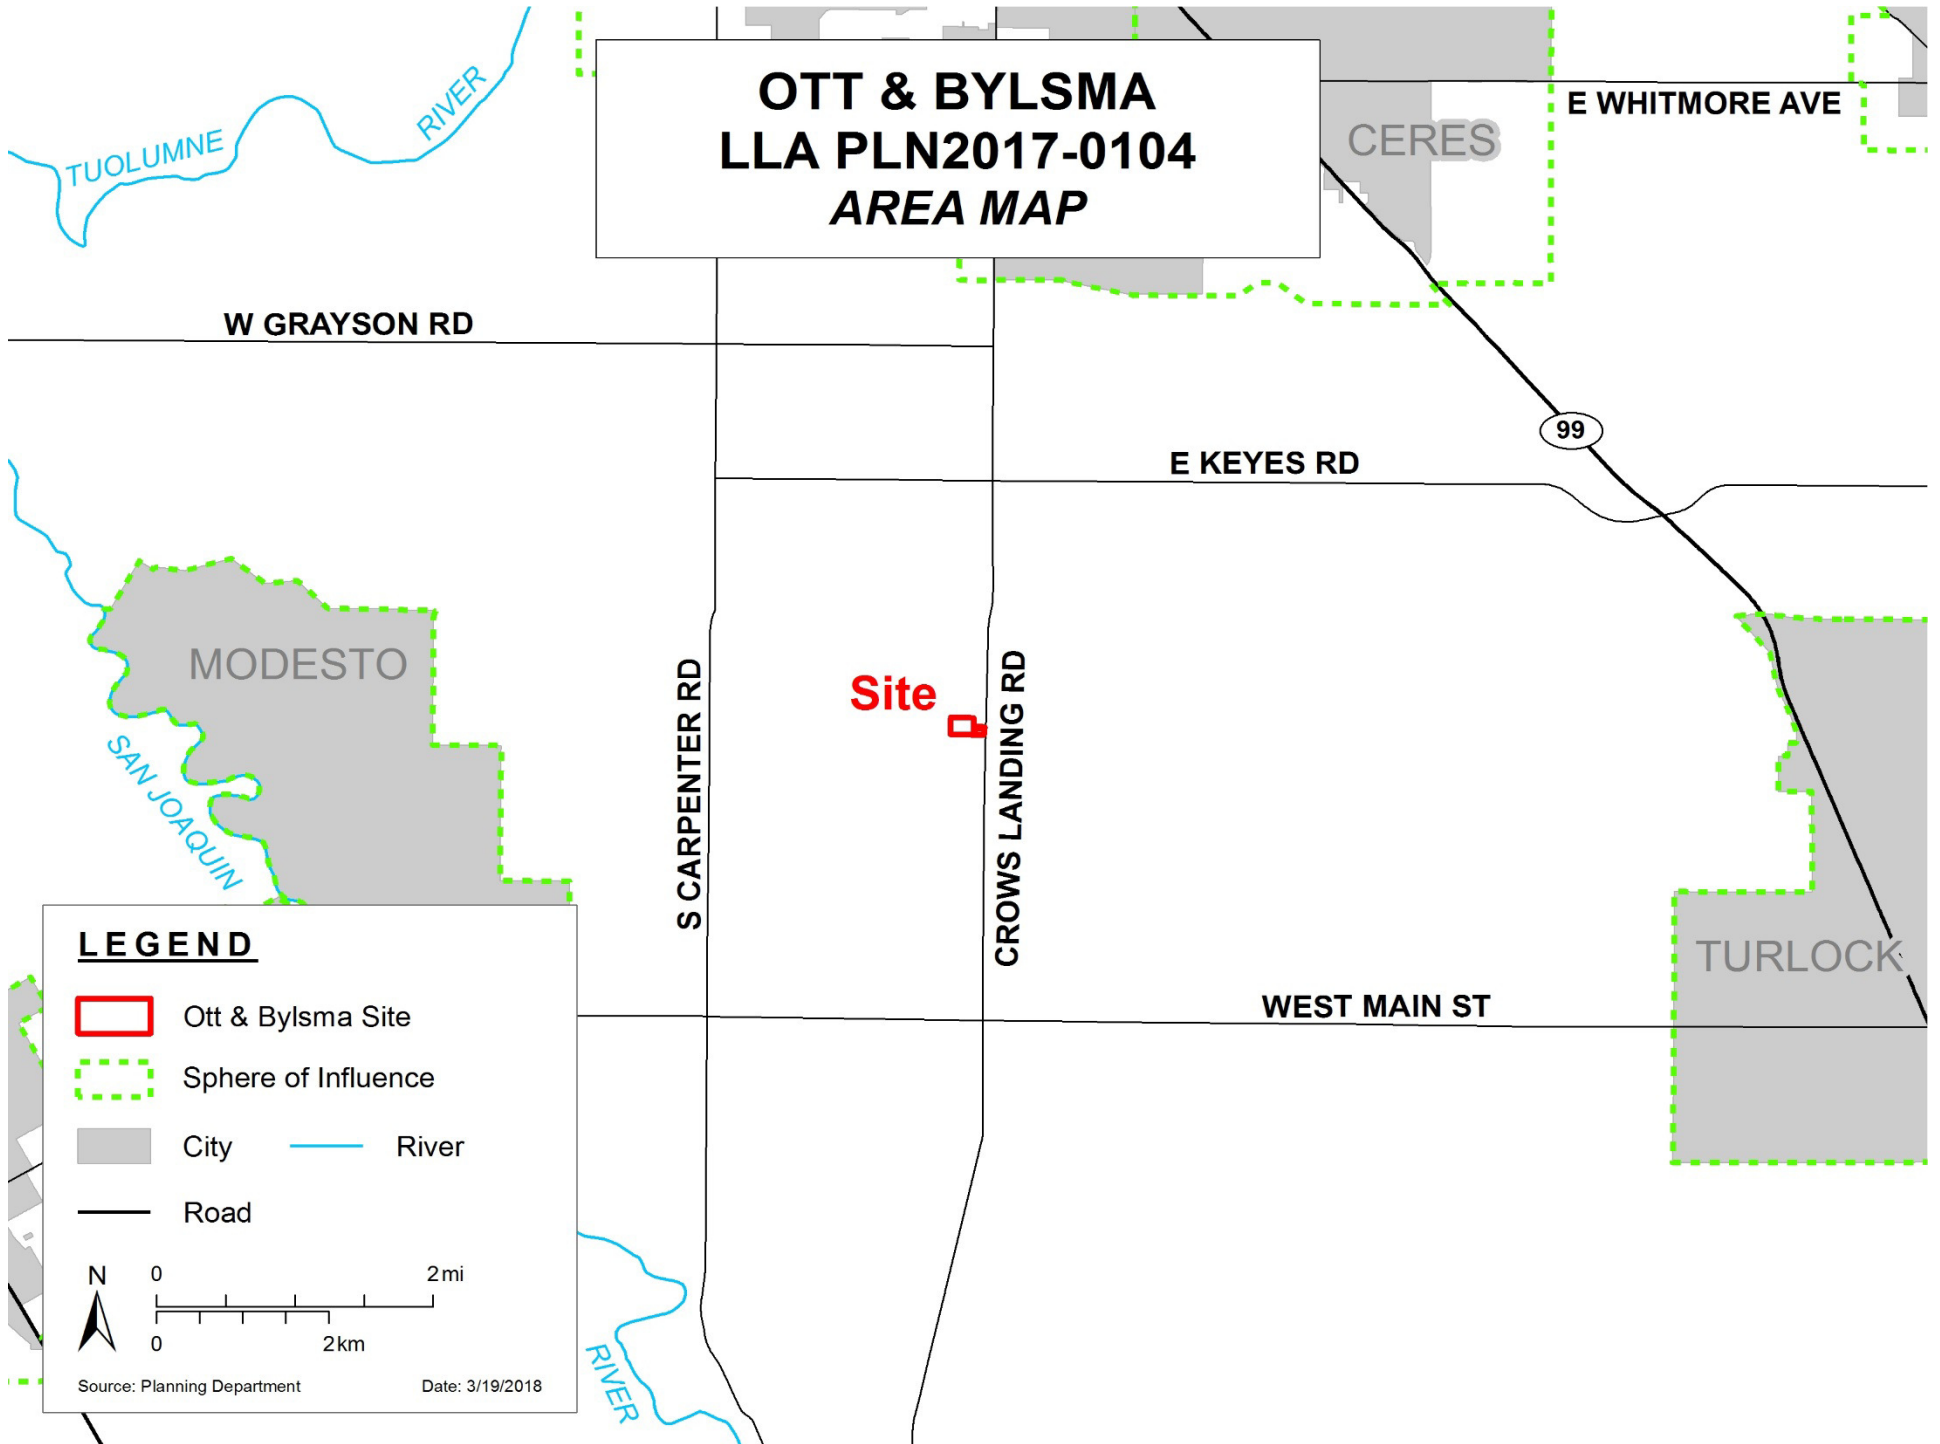 OTT & BYLSMA
LLA PLN2017-0104
AREA MAP
TUOLUMNE
RIVER
E WHITMORE AVE
CERES
W GRAYSON RD
99
E KEYES RD
MODESTO
SAN JOAQUIN
S CARPENTER RD
Site
CROWS LANDING RD
TURLOCK
WEST MAIN ST
RIVER
LEGEND
Ott & Bylsma Site
Sphere of Influence
City
River
Road
N
0
2 mi
0
2 km
Source: Planning Department
Date: 3/19/2018